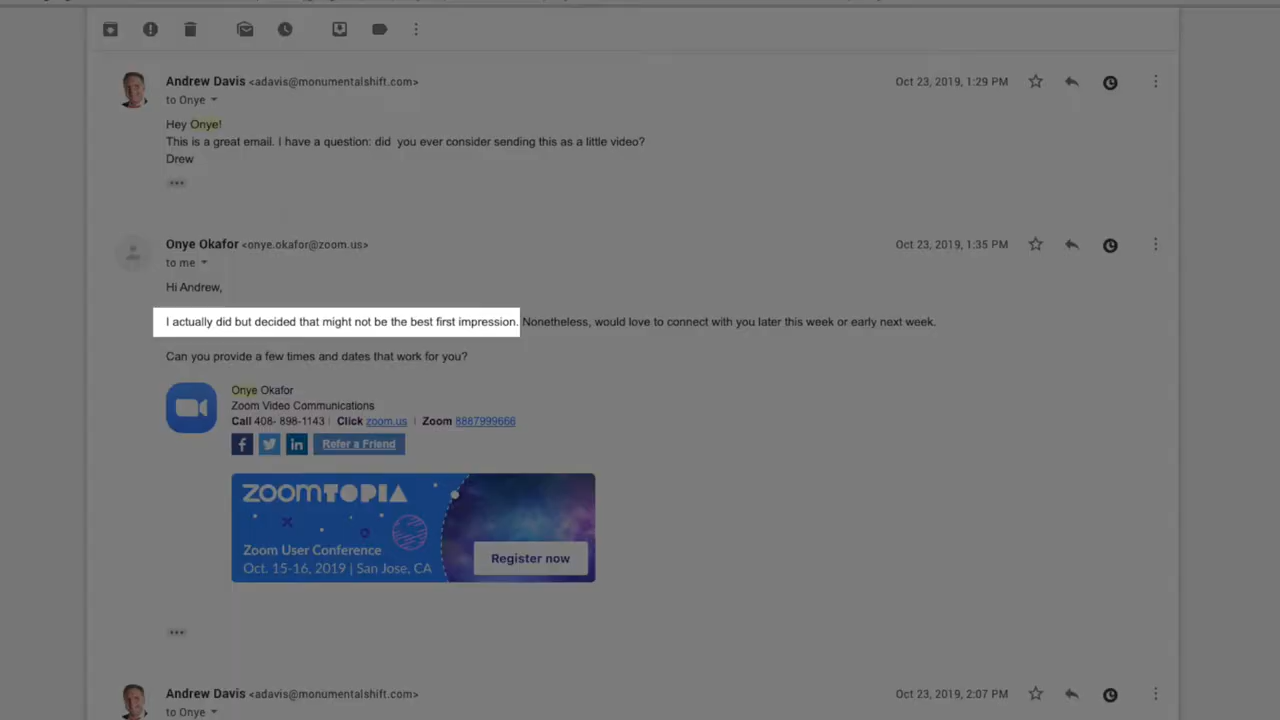 Andrew Davis <adavis@monumentalshift.com> Oct 23, 2019, 1:29 PM
to Onye
Hey Onye!
This is a great email. I have a question: did you ever consider sending this as a little video?
Drew
Onye Okafor <onye.okafor@zoom.us> Oct 23, 2019, 1:35 PM
to me
Hi Andrew,
I actually did but decided that might not be the best first impression. Nonetheless, would love to connect with you later this week or early next week.
Can you provide a few times and dates that work for you?
Onye Okafor
Zoom Video Communications
Call 408- 898-1143 | Click zoom.us | Zoom 8887999666
Refer a Friend
ZOOMTOPIA
Zoom User Conference
Oct. 15-16, 2019 | San Jose, CA
Register now
Andrew Davis <adavis@monumentalshift.com> Oct 23, 2019, 2:07 PM
to Onye